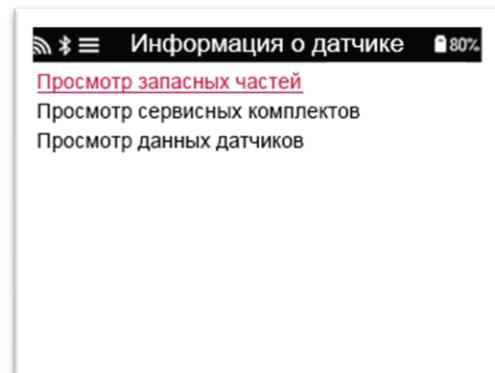 Информация о датчике 80%
Просмотр запасных частей
Просмотр сервисных комплектов
Просмотр данных датчиков